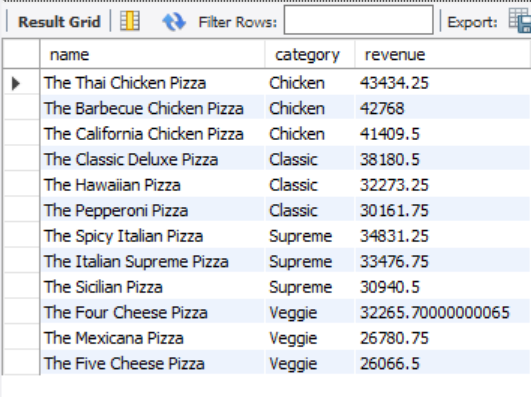 Result Grid Filter Rows: Export:
name category revenue
The Thai Chicken Pizza Chicken 43434.25
The Barbecue Chicken Pizza Chicken 42768
The California Chicken Pizza Chicken 41409.5
The Classic Deluxe Pizza Classic 38180.5
The Hawaiian Pizza Classic 32273.25
The Pepperoni Pizza Classic 30161.75
The Spicy Italian Pizza Supreme 34831.25
The Italian Supreme Pizza Supreme 33476.75
The Sicilian Pizza Supreme 30940.5
The Four Cheese Pizza Veggie 32265.70000000065
The Mexicana Pizza Veggie 26780.75
The Five Cheese Pizza Veggie 26066.5